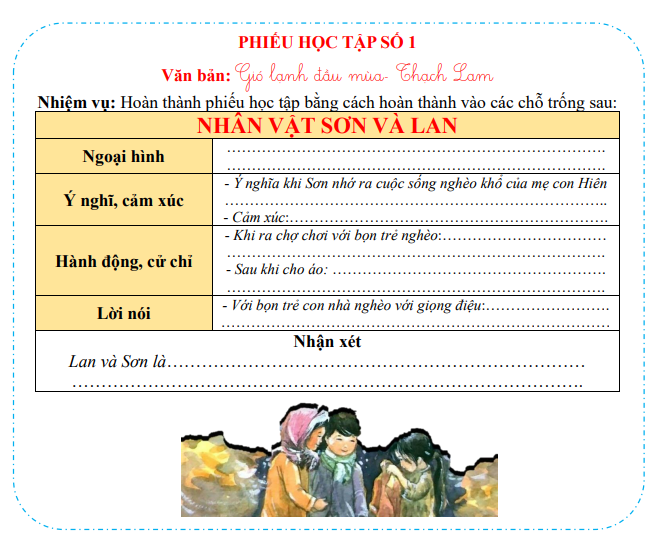 PHIẾU HỌC TẬP SỐ 1
Văn bản: Gió lạnh đầu mùa- Thạch Lam
Nhiệm vụ: Hoàn thành phiếu học tập bằng cách hoàn thành vào các chỗ trống sau:
NHÂN VẬT SƠN VÀ LAN
Ngoại hình
……………………………………………………….
……………………………………………………….
Ý nghĩ, cảm xúc
- Ý nghĩa khi Sơn nhớ ra cuộc sống nghèo khổ của mẹ con Hiên
………………………………………………………..
- Cảm xúc:…………………………………………….
Hành động, cử chỉ
- Khi ra chợ chơi với bọn trẻ nghèo:……………………
……………………………………………………….
- Sau khi cho áo: ……………………………………
……………………………………………………….
Lời nói
- Với bọn trẻ con nhà nghèo với giọng điệu:……………….
…………………………………………………………
Nhận xét
Lan và Sơn là………………………………………………………
………………………………………………………………….